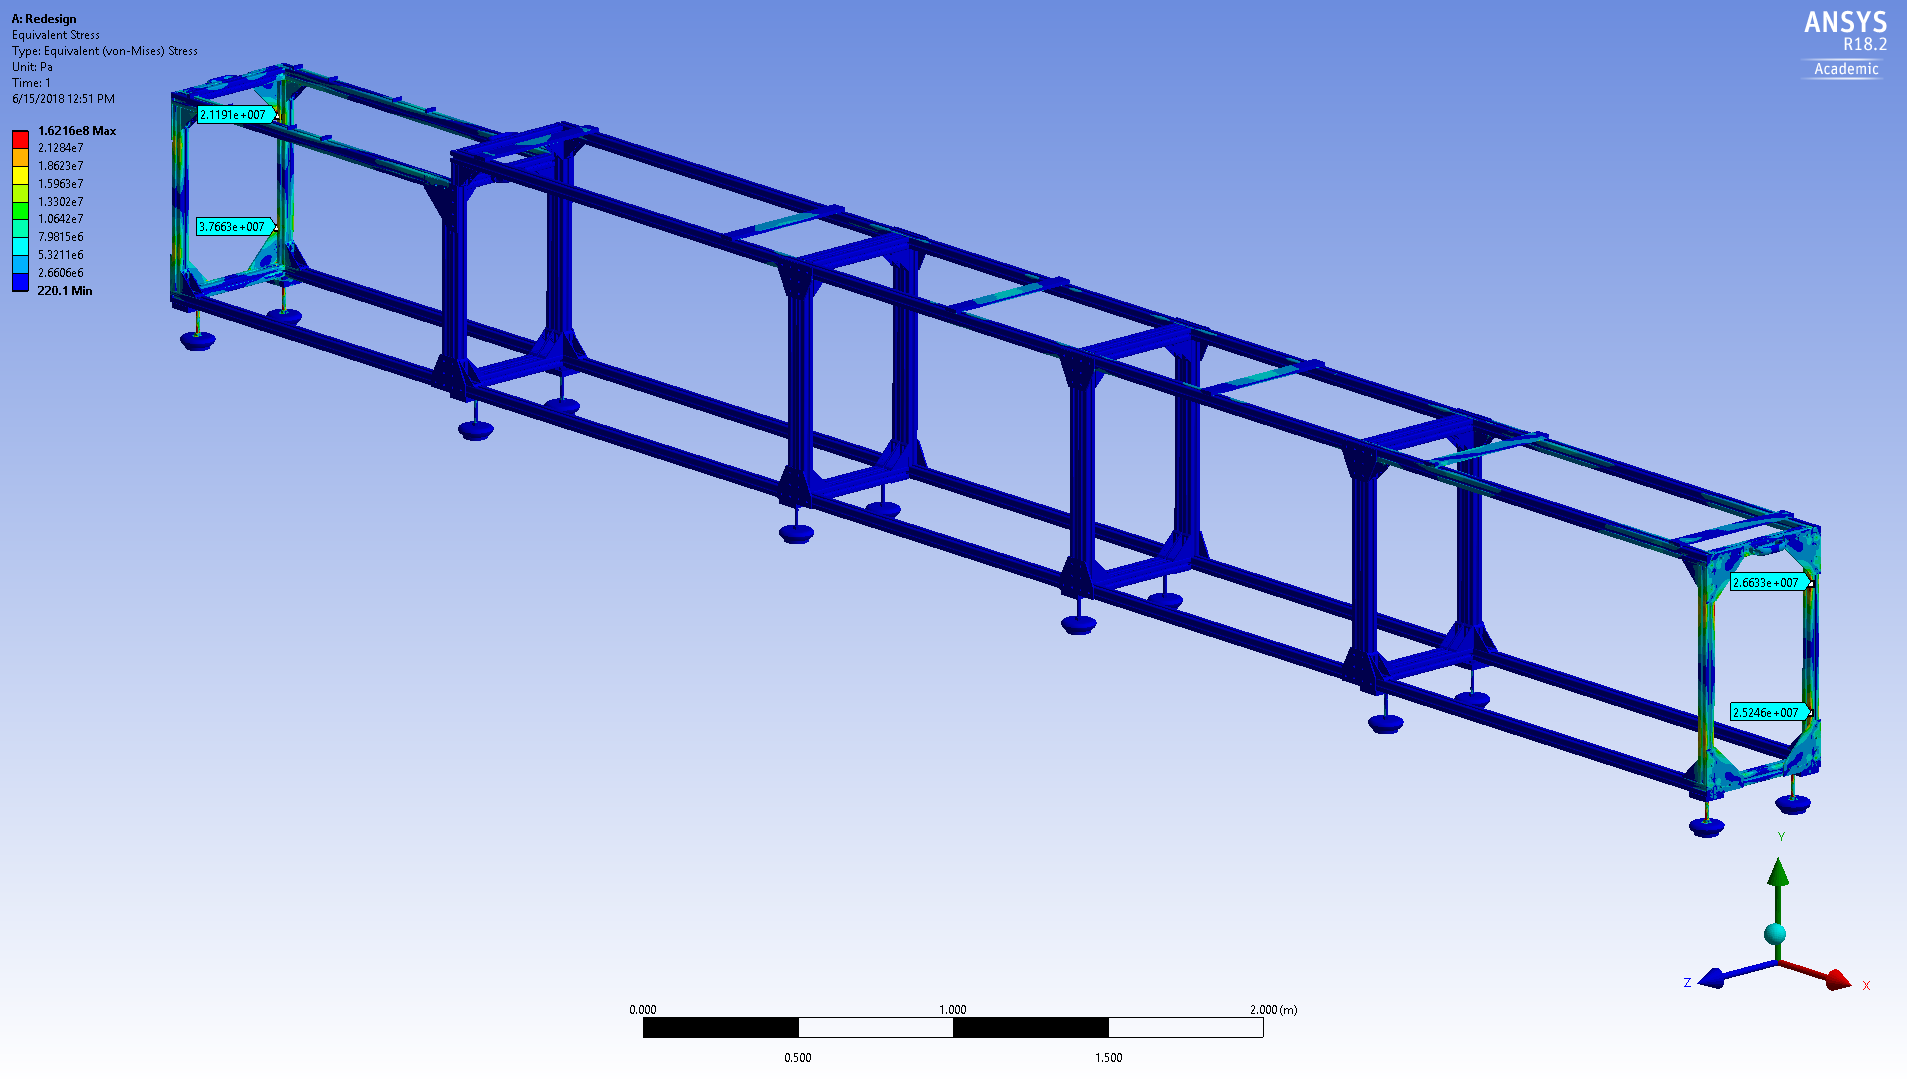 A: Redesign
Equivalent Stress
Type: Equivalent (von-Mises) Stress
Unit: Pa
Time: 1
6/15/2018 12:51 PM
1.6216e8 Max
2.1284e7
1.8623e7
1.5963e7
1.3302e7
1.0642e7
7.9815e6
5.3211e6
2.6606e6
220.1 Min
ANSYS
R18.2
Academic
2.1191e+007
3.7663e+007
2.6633e+007
2.5246e+007
Y
Z
X
0.000
1.000
2.000 (m)
0.500
1.500